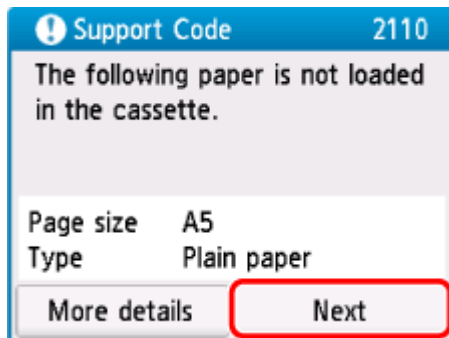 Support Code 2110
The following paper is not loaded
in the cassette.
Page size A5
Type Plain paper
More details Next